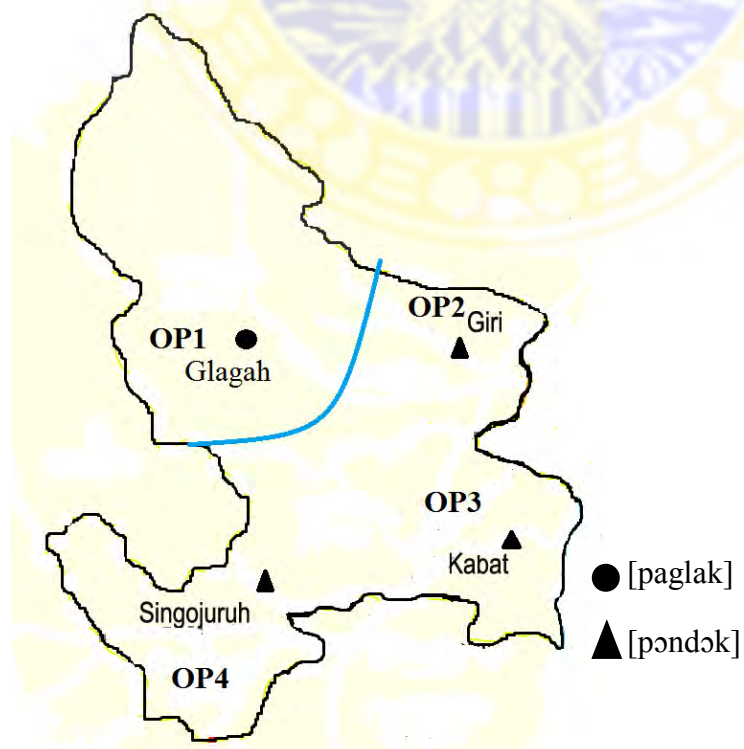 OP1
Glagah
OP2
Giri
OP3
Kabat
Singojuruh
OP4
[paglak]
[pɔndɔk]